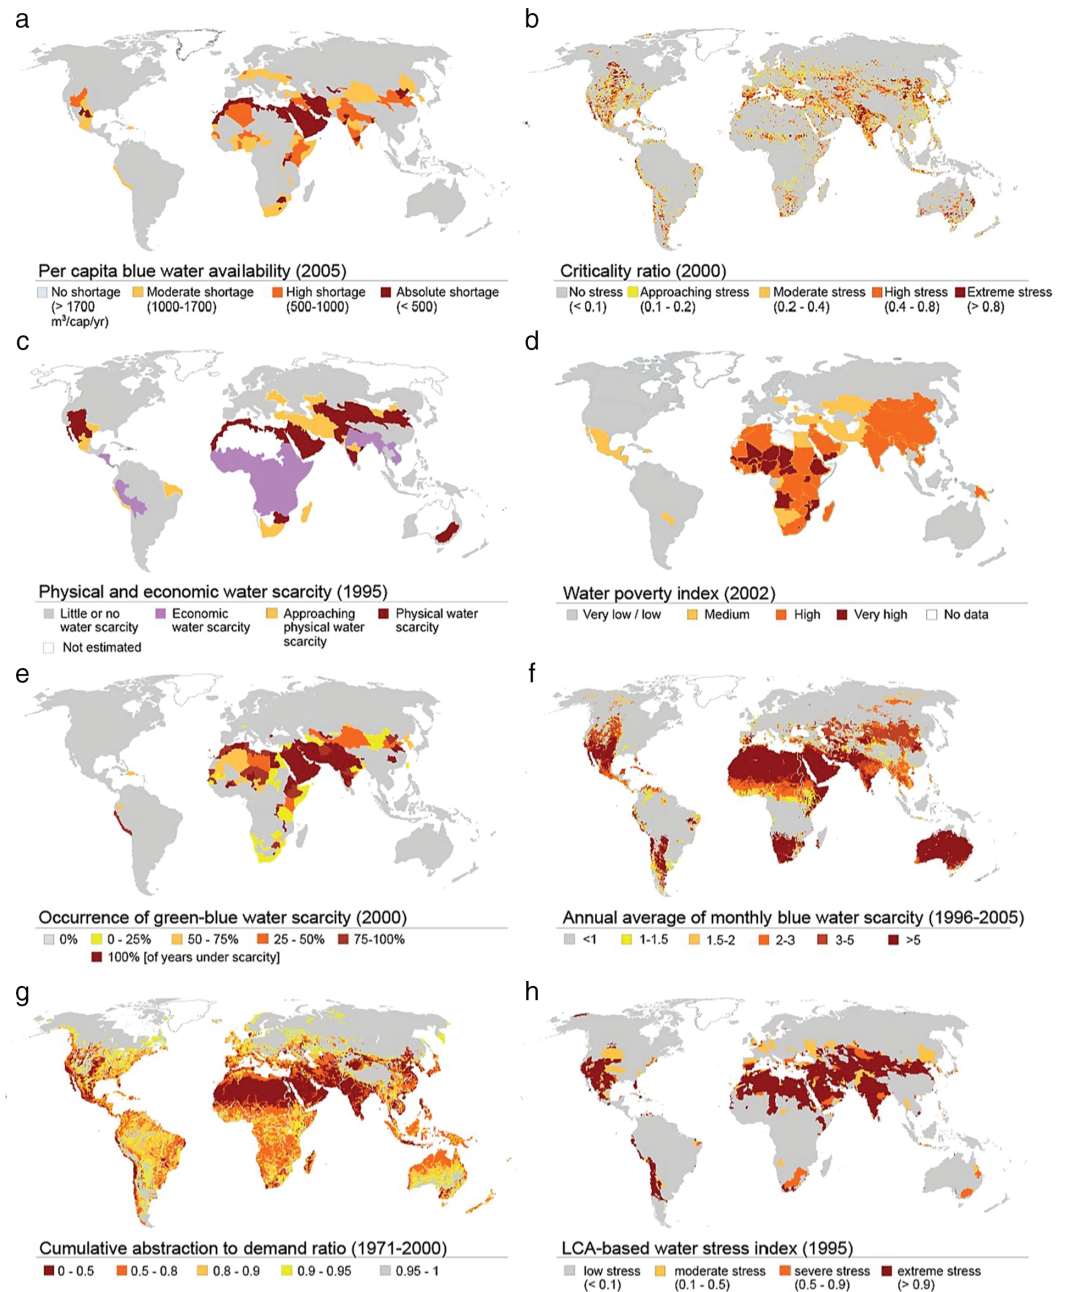 a
b
Per capita blue water availability (2005)
No shortage
(> 1700
m³/cap/yr)
Moderate shortage
(1000-1700)
High shortage
(500-1000)
Absolute shortage
(< 500)
Criticality ratio (2000)
No stress
(< 0.1)
Approaching stress
(0.1 - 0.2)
Moderate stress
(0.2 - 0.4)
High stress
(0.4 - 0.8)
Extreme stress
(> 0.8)
c
d
Physical and economic water scarcity (1995)
Little or no
water scarcity
Economic
water scarcity
Approaching
physical water
scarcity
Physical water
scarcity
Not estimated
Water poverty index (2002)
Very low / low
Medium
High
Very high
No data
e
f
Occurrence of green-blue water scarcity (2000)
0%
0 - 25%
50 - 75%
25 - 50%
75-100%
100% [of years under scarcity]
Annual average of monthly blue water scarcity (1996-2005)
<1
1-1.5
1.5-2
2-3
3-5
>5
g
h
Cumulative abstraction to demand ratio (1971-2000)
0 - 0.5
0.5 - 0.8
0.8 - 0.9
0.9 - 0.95
0.95 - 1
LCA-based water stress index (1995)
low stress
(< 0.1)
moderate stress
(0.1 - 0.5)
severe stress
(0.5 - 0.9)
extreme stress
(> 0.9)